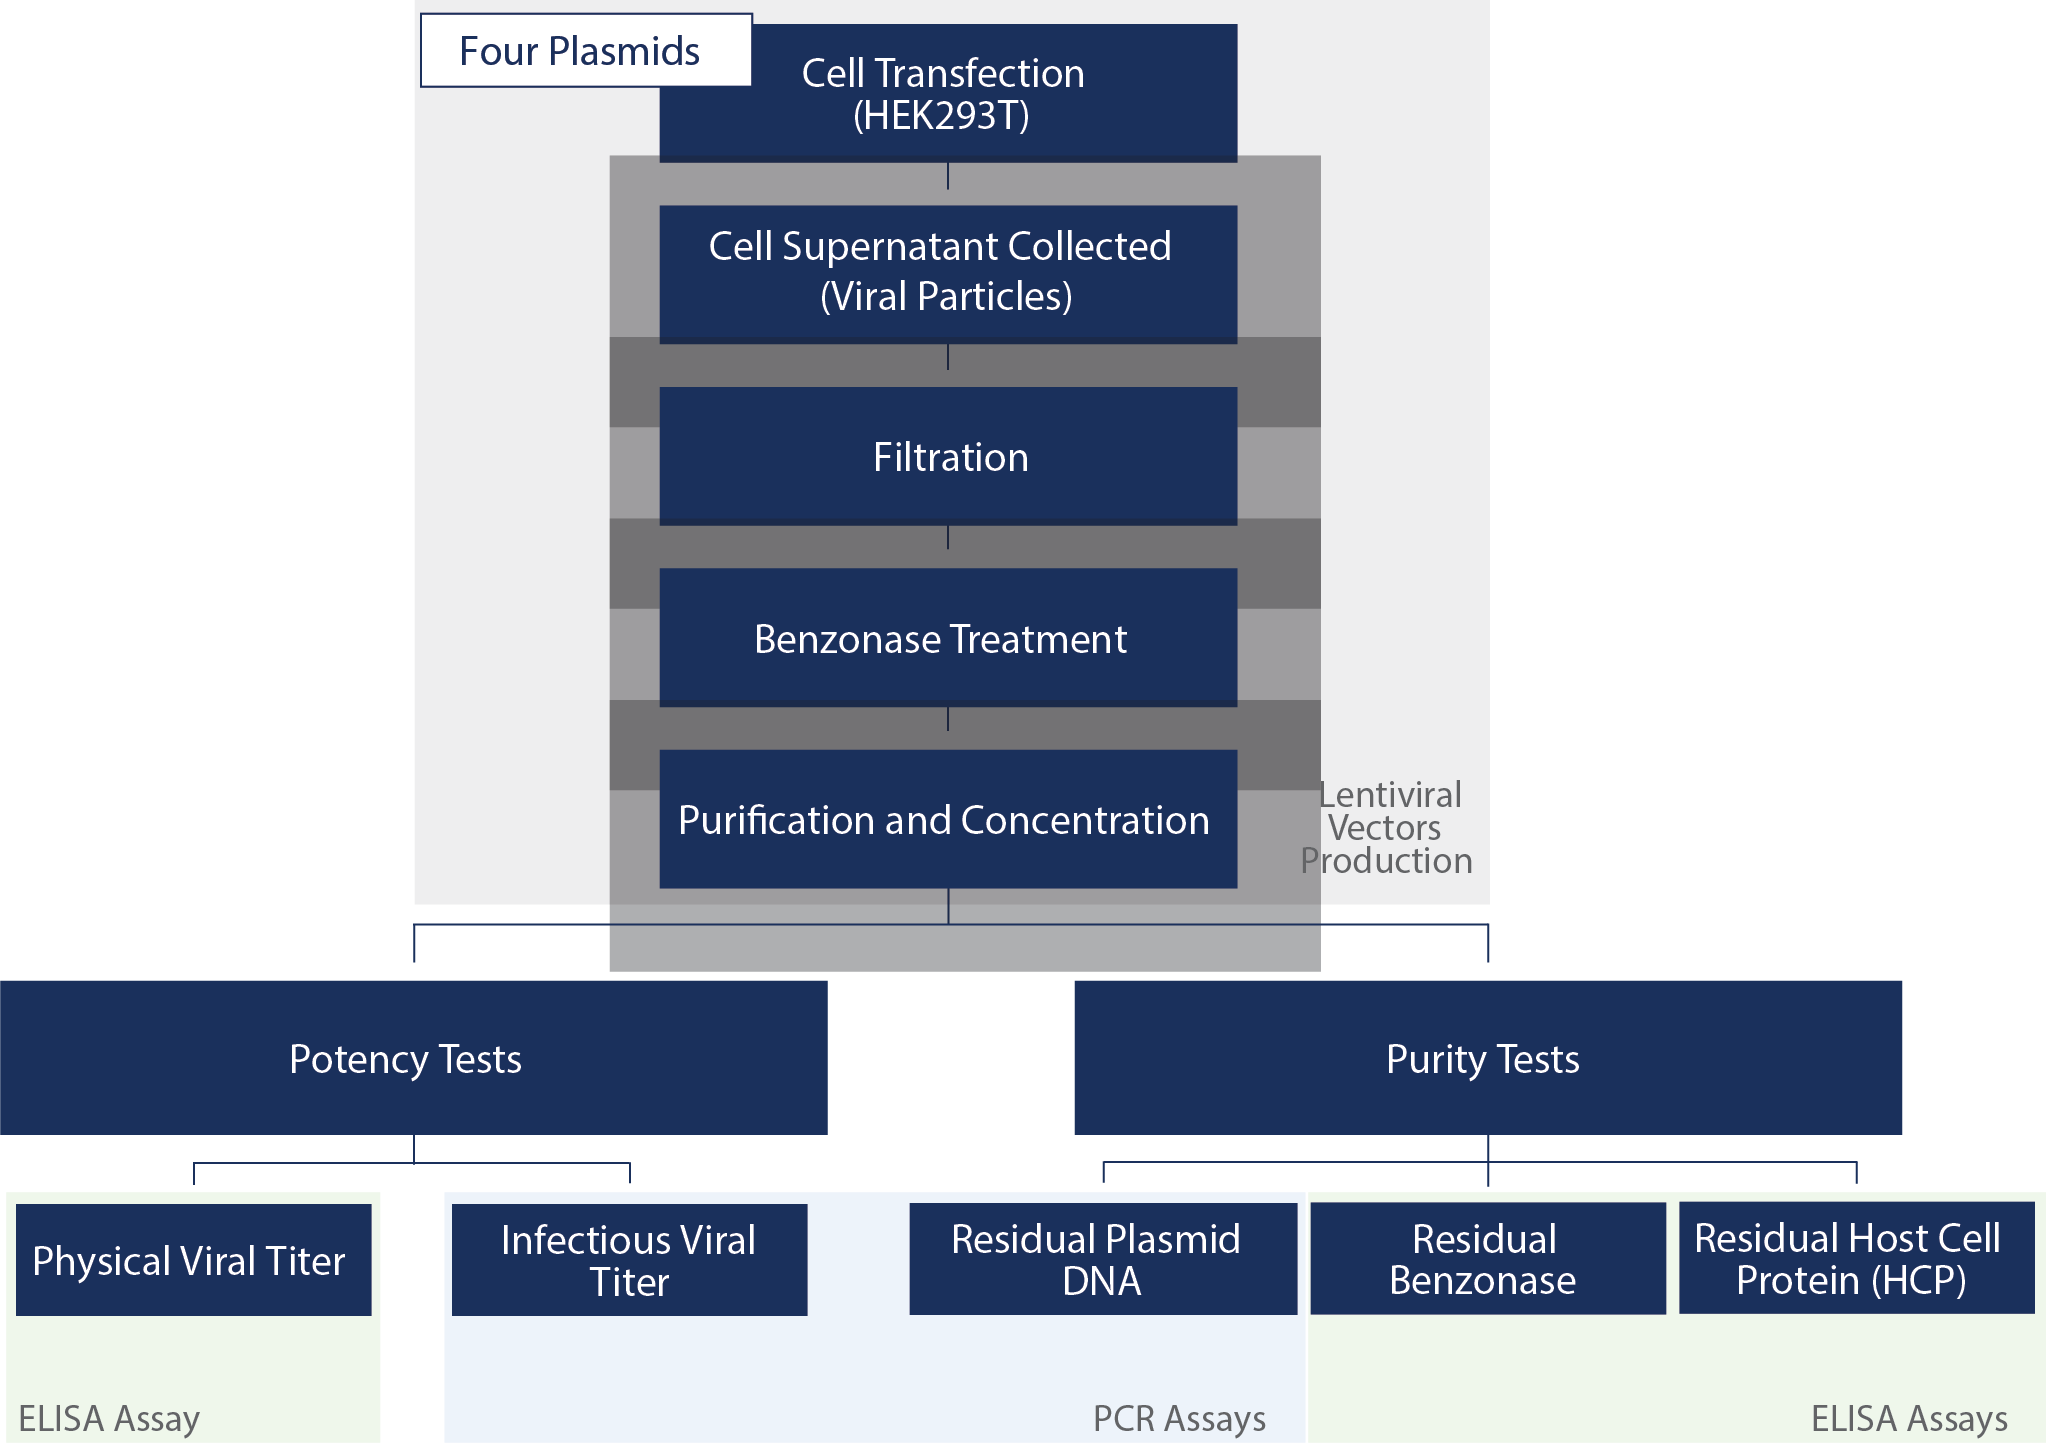 Four Plasmids
Cell Transfection
(HEK293T)
Cell Supernatant Collected
(Viral Particles)
Filtration
Benzonase Treatment
Purification and Concentration
Lentiviral
Vectors
Production
Potency Tests
Purity Tests
Physical Viral Titer
Infectious Viral
Titer
Residual Plasmid
DNA
Residual
Benzonase
Residual Host Cell
Protein (HCP)
ELISA Assay
PCR Assays
ELISA Assays